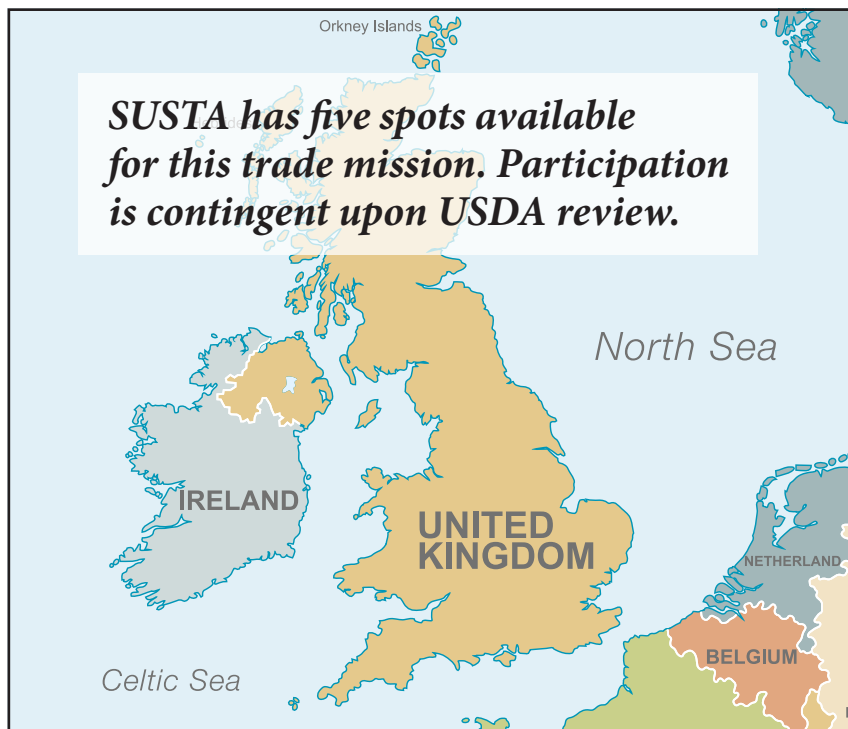 Orkney Islands
SUSTA has five spots available
for this trade mission. Participation
is contingent upon USDA review.
North Sea
IRELAND
UNITED
KINGDOM
NETHERLAND
BELGIUM
Celtic Sea